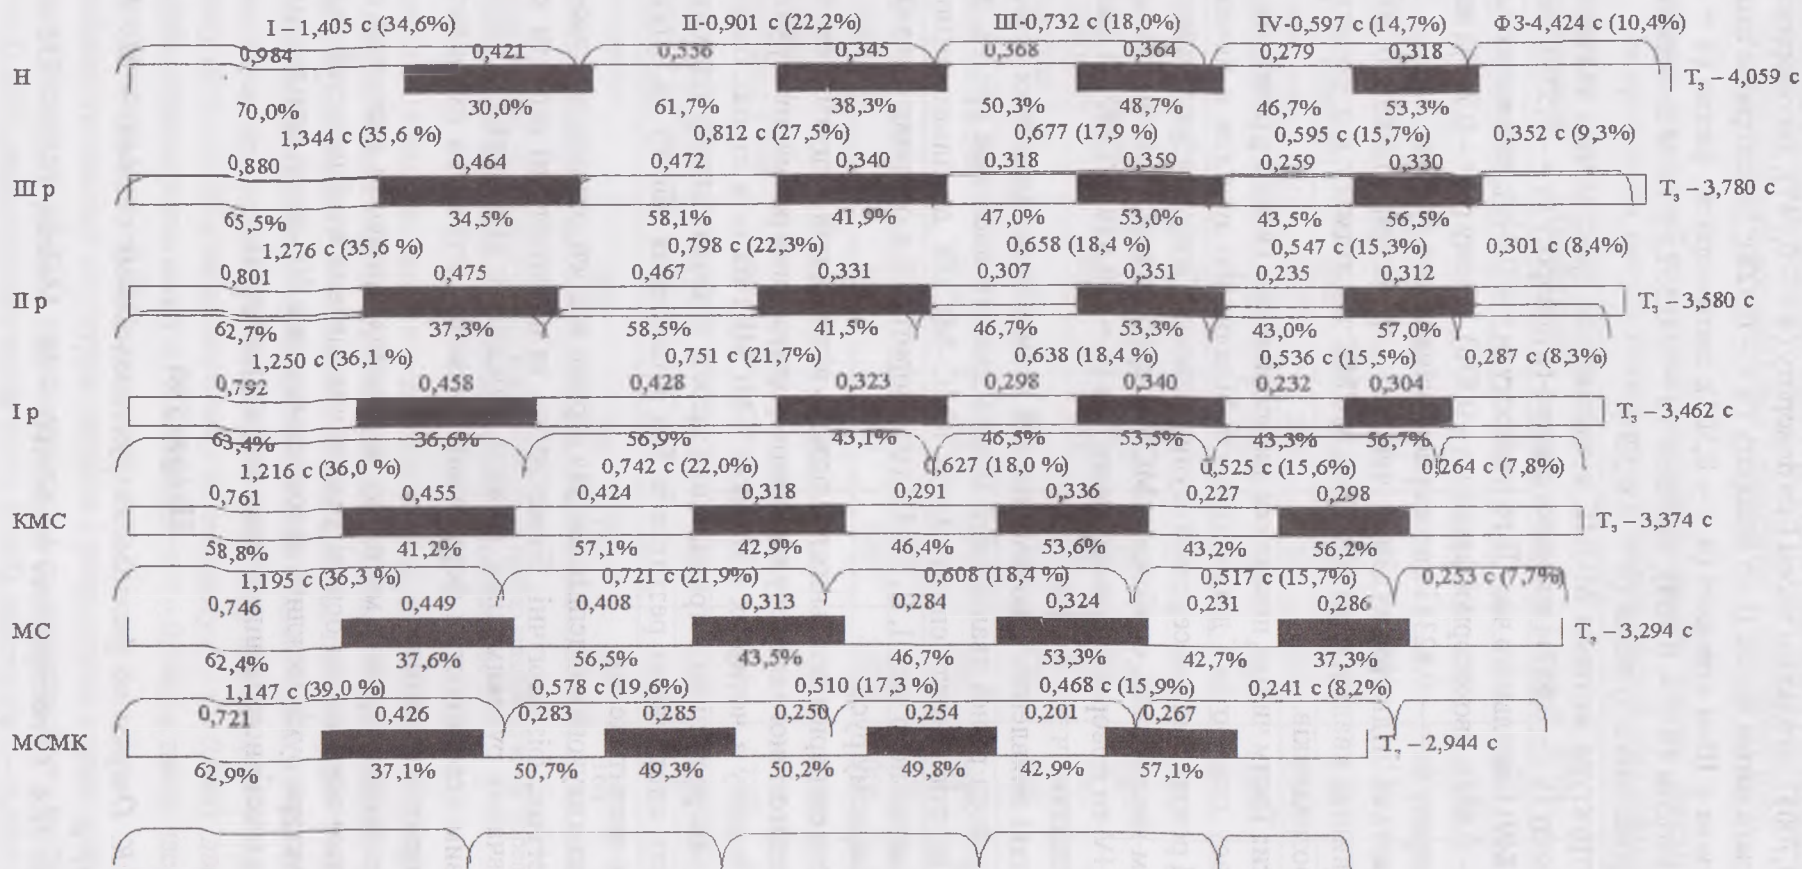 I – 1,405 с (34,6%) II-0,901 с (22,2%) III-0,732 с (18,0%) IV-0,597 с (14,7%) Ф3-4,424 с (10,4%)
0,984 0,421 0,556 0,345 0,368 0,364 0,279 0,318
Н Т₃ – 4,059 с
70,0% 30,0% 61,7% 38,3% 50,3% 48,7% 46,7% 53,3%
1,344 с (35,6 %) 0,812 с (27,5%) 0,677 (17,9 %) 0,595 (15,7%) 0,352 с (9,3%)
0,880 0,464 0,472 0,340 0,318 0,359 0,259 0,330
III р Т₃ – 3,780 с
65,5% 34,5% 58,1% 41,9% 47,0% 53,0% 43,5% 56,5%
1,276 с (35,6 %) 0,798 с (22,3%) 0,658 (18,4 %) 0,547 (15,3%) 0,301 с (8,4%)
0,801 0,475 0,467 0,331 0,307 0,351 0,235 0,312
II р Т₃ – 3,580 с
62,7% 37,3% 58,5% 41,5% 46,7% 53,3% 43,0% 57,0%
1,250 с (36,1 %) 0,751 с (21,7%) 0,638 (18,4 %) 0,536 с (15,5%) 0,287 с (8,3%)
0,792 0,458 0,428 0,323 0,298 0,340 0,232 0,304
I р Т₃ – 3,462 с
63,4% 36,6% 56,9% 43,1% 46,5% 53,5% 43,3% 56,7%
1,216 с (36,0 %) 0,742 с (22,0%) 0,627 (18,0 %) 0,525 с (15,6%) 0,264 с (7,8%)
0,761 0,455 0,424 0,318 0,291 0,336 0,227 0,298
КМС Т₃ – 3,374 с
58,8% 41,2% 57,1% 42,9% 46,4% 53,6% 43,2% 56,2%
1,195 с (36,3 %) 0,721 с (21,9%) 0,608 (18,4 %) 0,517 (15,7%) 0,253 с (7,7%)
0,746 0,449 0,408 0,313 0,284 0,324 0,231 0,286
МС Т₃ – 3,294 с
62,4% 37,6% 56,5% 43,5% 46,7% 53,3% 42,7% 37,3%
1,147 с (39,0 %) 0,578 с (19,6%) 0,510 (17,3 %) 0,468 с (15,9%) 0,241 с (8,2%)
0,721 0,426 0,283 0,285 0,250 0,254 0,201 0,267
МСМК Т₃ – 2,944 с
62,9% 37,1% 50,7% 49,3% 50,2% 49,8% 42,9% 57,1%